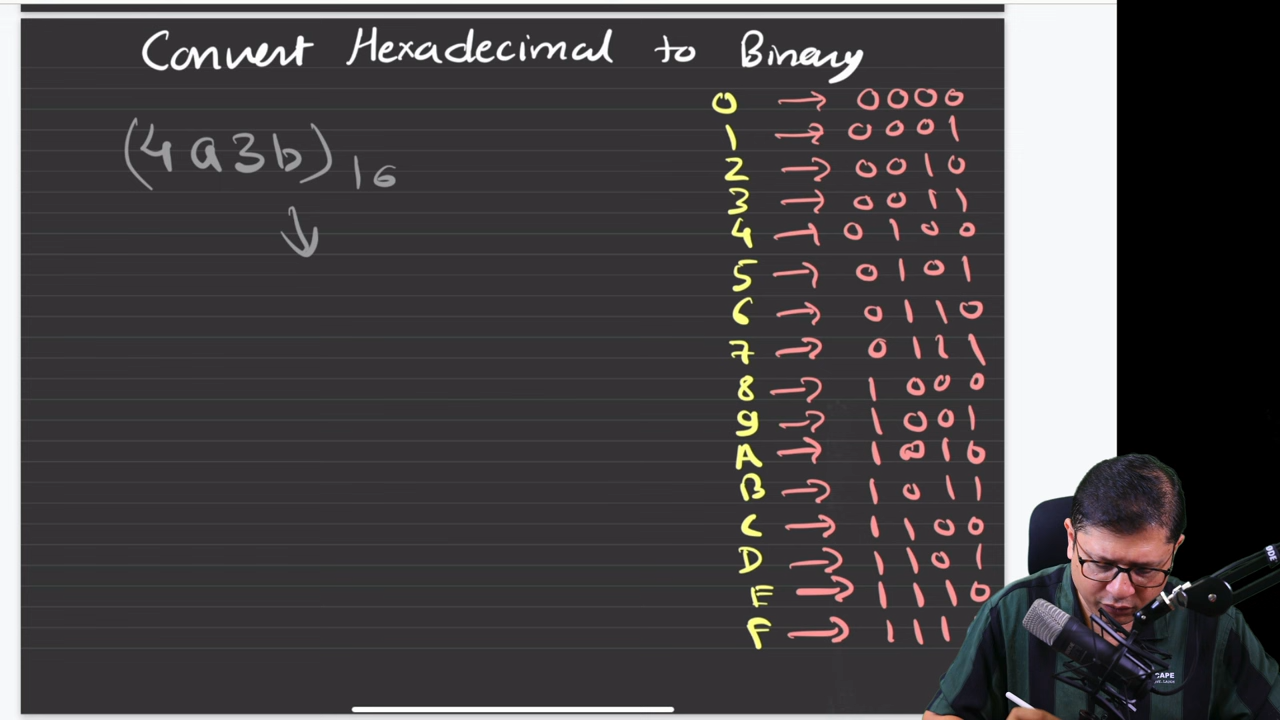 Convert Hexadecimal to Binary
(4a3b)16
↓
0 → 0000
1 → 0001
2 → 0010
3 → 0011
4 → 0100
5 → 0101
6 → 0110
7 → 0111
8 → 1000
9 → 1001
A → 1010
B → 1011
C → 1100
D → 1101
E → 1110
F → 111
CAPE